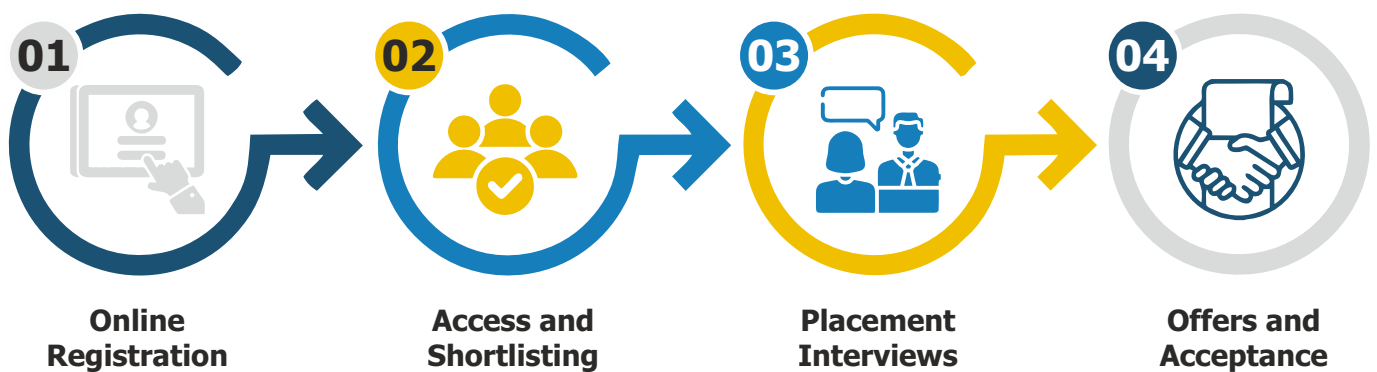 01
Online
Registration
02
Access and
Shortlisting
03
Placement
Interviews
04
Offers and
Acceptance